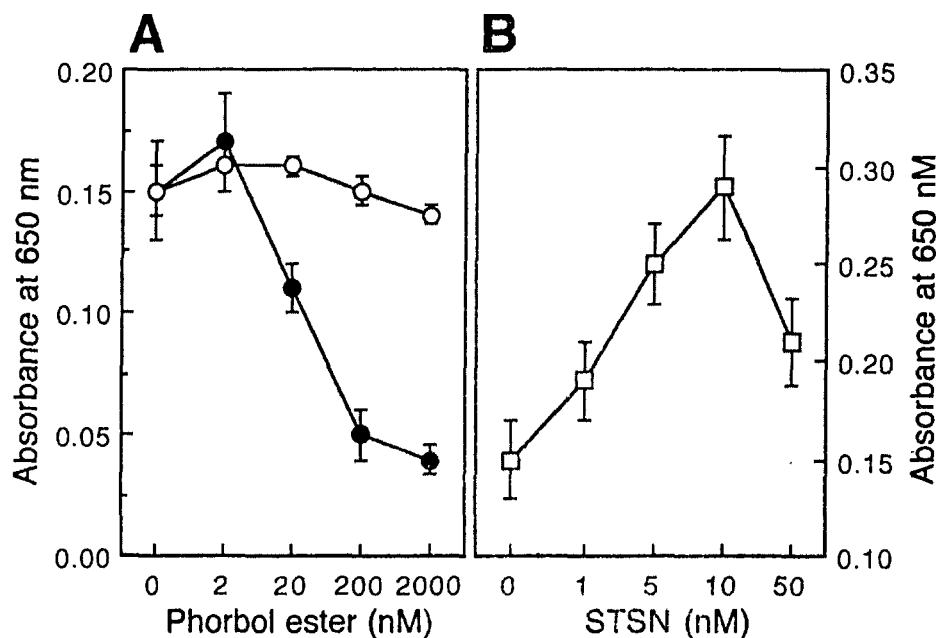 A
B
Absorbance at 650 nm
0.20
0.15
0.10
0.05
0.00
0 2 20 200 2000
Phorbol ester (nM)
0 1 5 10 50
STSN (nM)
0.35
0.30
0.25
0.20
0.15
0.10
Absorbance at 650 nM